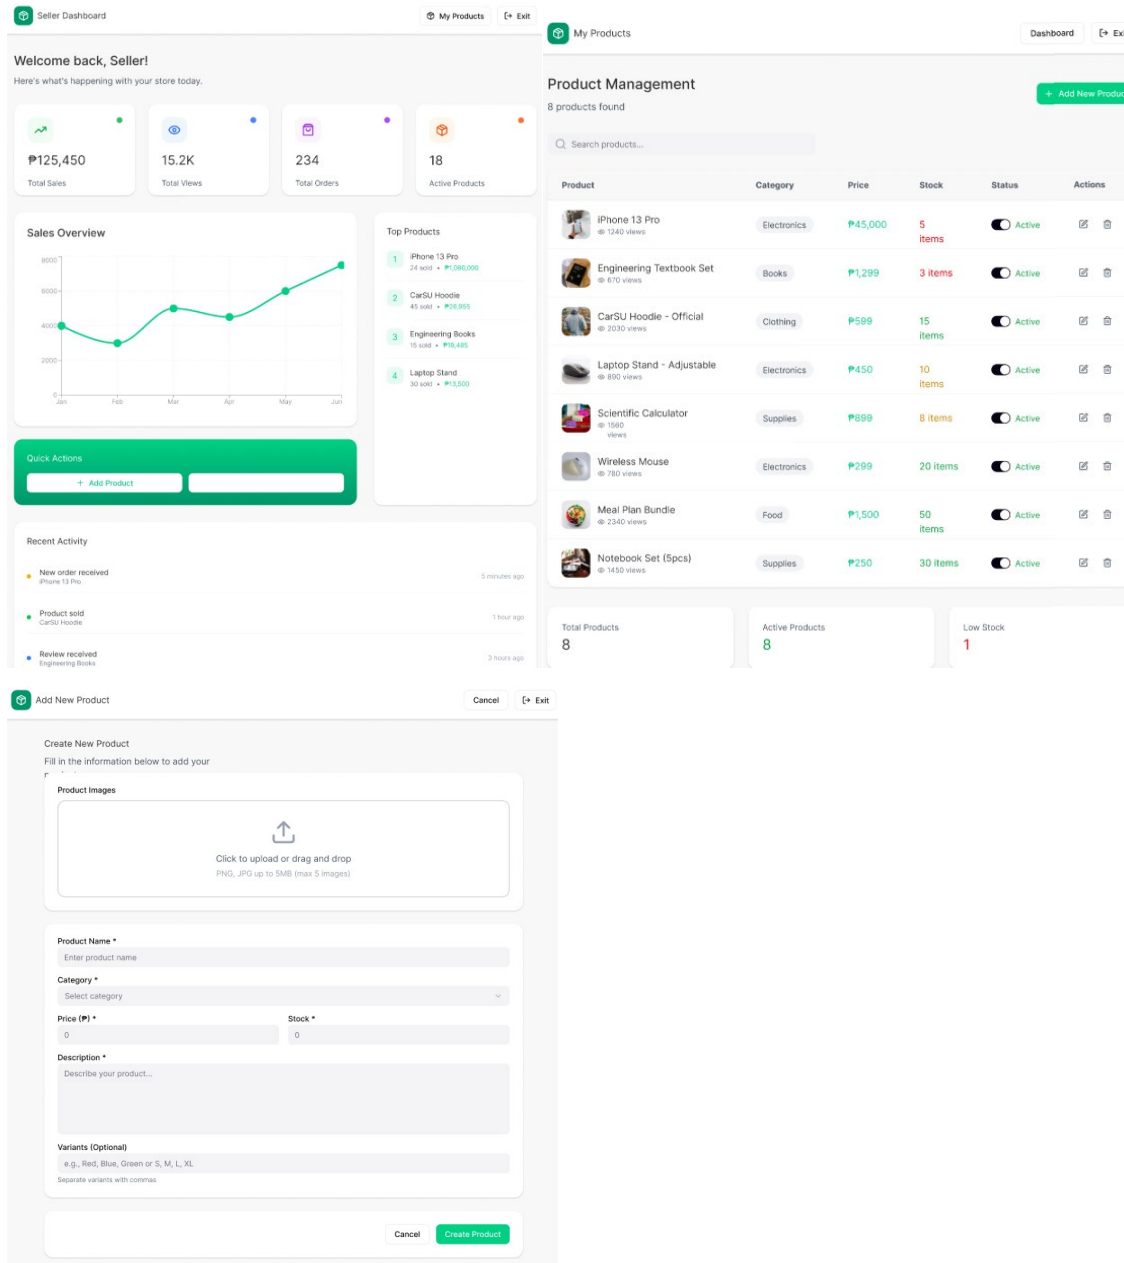 Seller Dashboard
My Products
Exit
Welcome back, Seller!
Here's what's happening with your store today.
₱125,450
Total Sales
15.2K
Total Views
234
Total Orders
18
Active Products
Sales Overview
8000
6000
4000
2000
0
Jan Feb Mar Apr May Jun
Top Products
1 iPhone 13 Pro
24 sold • ₱1,090,000
2 CarSU Hoodie
45 sold • ₱26,955
3 Engineering Books
15 sold • ₱19,485
4 Laptop Stand
30 sold • ₱13,500
Quick Actions
+ Add Product
Recent Activity
New order received
iPhone 13 Pro
5 minutes ago
Product sold
CarSU Hoodie
1 hour ago
Review received
Engineering Books
3 hours ago
My Products
Dashboard
Exi
Product Management
8 products found
+ Add New Produc
Search products...
Product Category Price Stock Status Actions
iPhone 13 Pro
1240 views
Electronics ₱45,000 5
items
Active
Engineering Textbook Set
670 views
Books ₱1,299 3 items Active
CarSU Hoodie - Official
2030 views
Clothing ₱599 15
items
Active
Laptop Stand - Adjustable
890 views
Electronics ₱450 10
items
Active
Scientific Calculator
1560
views
Supplies ₱899 8 items Active
Wireless Mouse
780 views
Electronics ₱299 20 items Active
Meal Plan Bundle
2340 views
Food ₱1,500 50
items
Active
Notebook Set (5pcs)
1450 views
Supplies ₱250 30 items Active
Total Products
8
Active Products
8
Low Stock
1
Add New Product
Cancel
Exit
Create New Product
Fill in the information below to add your
Product Images
Click to upload or drag and drop
PNG, JPG up to 5MB (max 5 images)
Product Name *
Enter product name
Category *
Select category
Price (₱) * Stock *
0 0
Description *
Describe your product...
Variants (Optional)
e.g., Red, Blue, Green or S, M, L, XL
Separate variants with commas
Cancel
Create Product